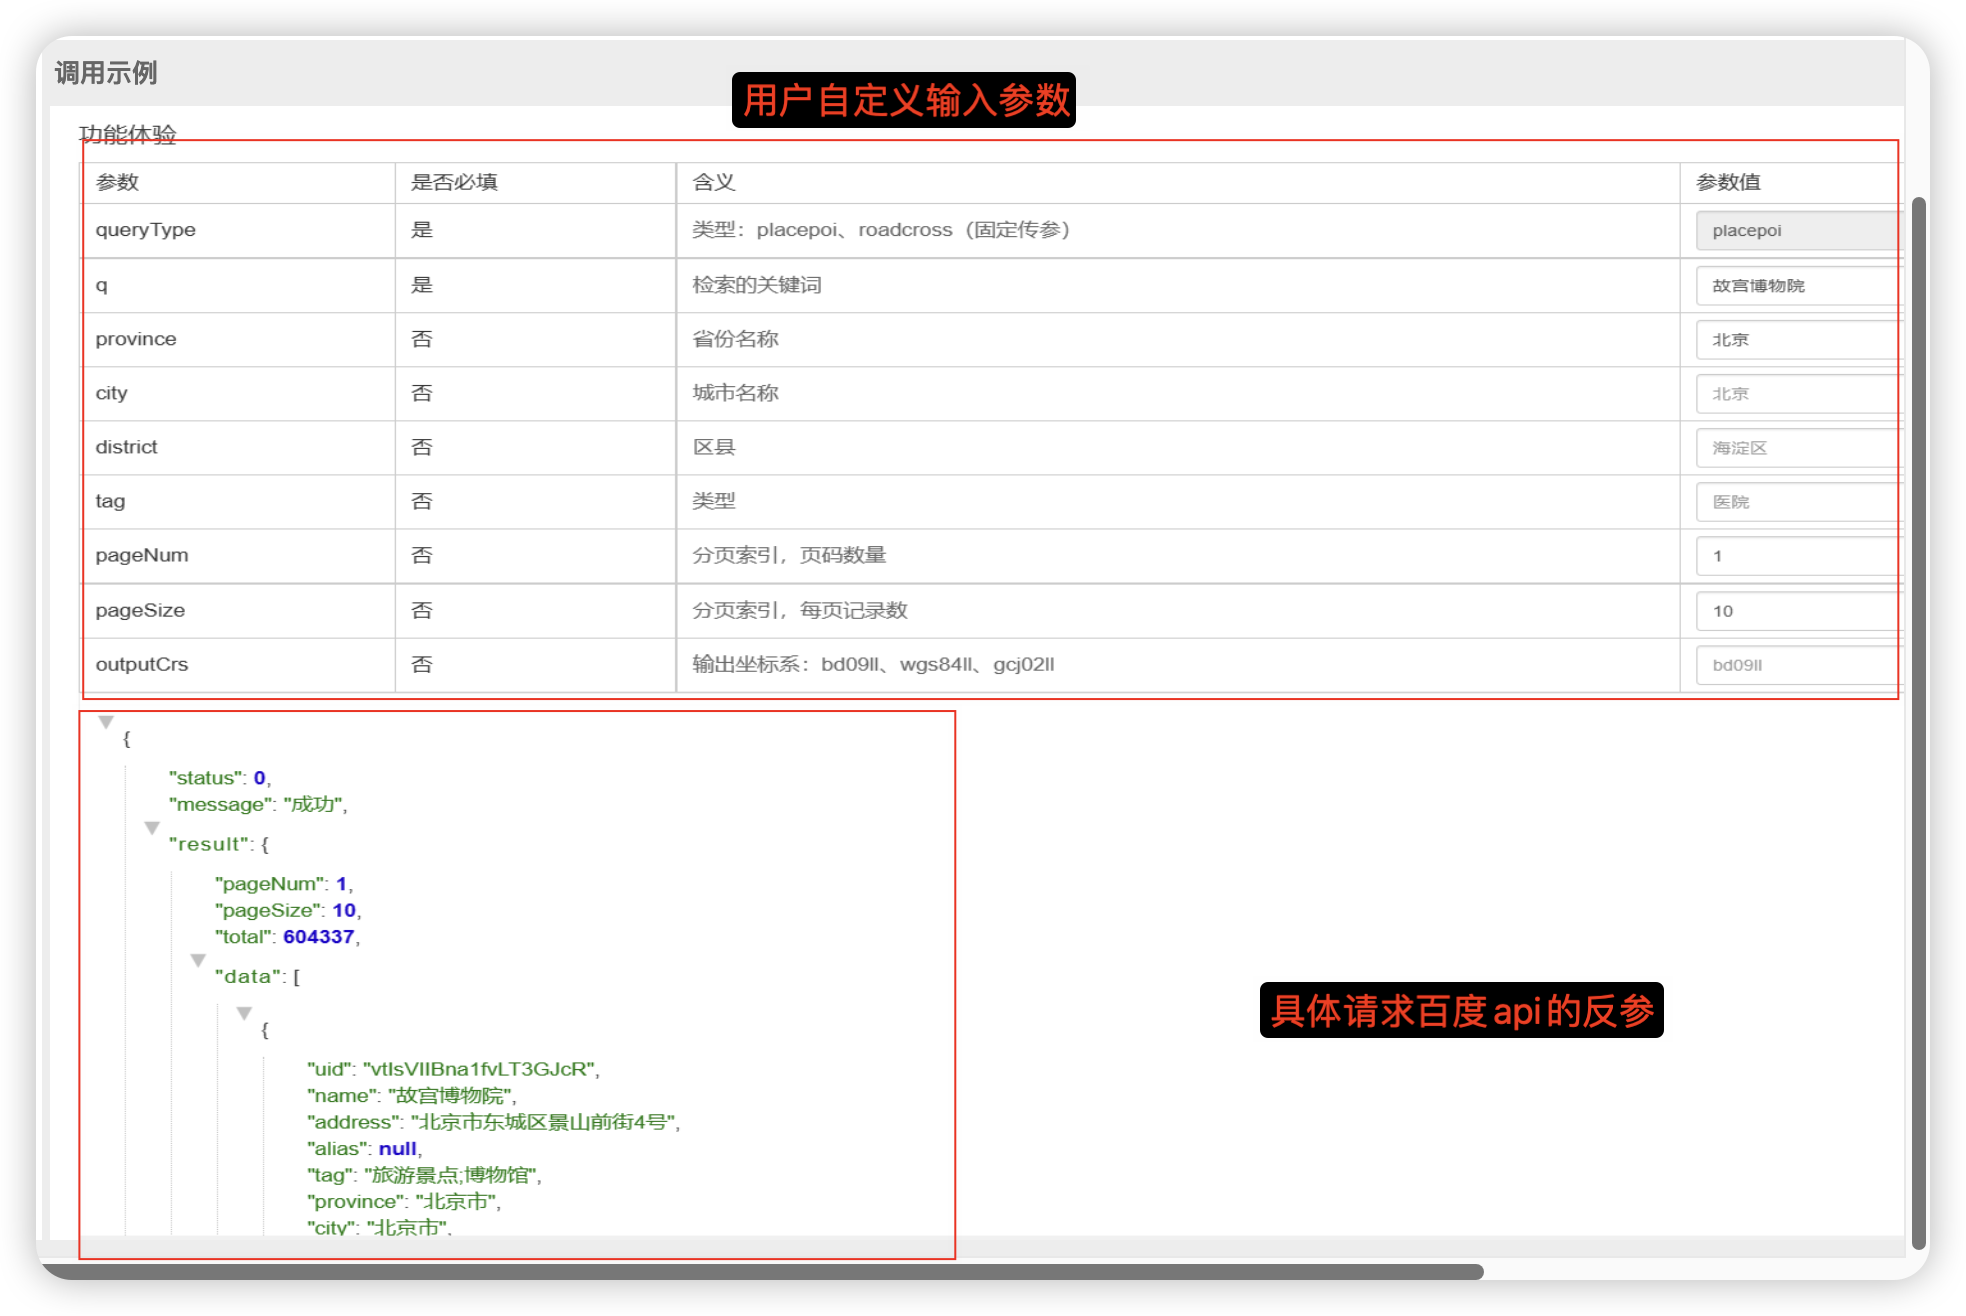 调用示例
用户自定义输入参数
功能体验
参数 是否必填 含义 参数值
queryType 是 类型：placepoi、roadcross（固定传参） placepoi
q 是 检索的关键词 故宫博物院
province 否 省份名称 北京
city 否 城市名称 北京
district 否 区县 海淀区
tag 否 类型 医院
pageNum 否 分页索引，页码数量 1
pageSize 否 分页索引，每页记录数 10
outputCrs 否 输出坐标系：bd09ll、wgs84ll、gcj02ll bd09ll
{
"status": 0,
"message": "成功",
"result": {
"pageNum": 1,
"pageSize": 10,
"total": 604337,
"data": [
具体请求百度api的反参
{
"uid": "vtIsVIIBna1fvLT3GJcR",
"name": "故宫博物院",
"address": "北京市东城区景山前街4号",
"alias": null,
"tag": "旅游景点;博物馆",
"province": "北京市",
"city": "北京市",